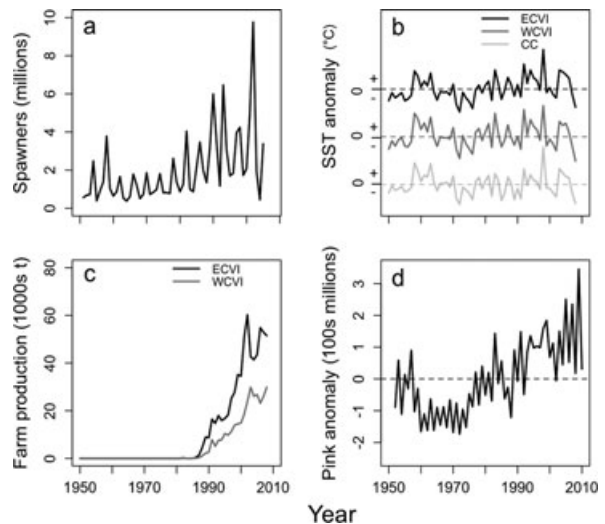 a
Spawners (millions)
10
8
6
4
2
0
b
ECVI
WCVI
CC
SST anomaly (°C)
+
0
-
+
0
-
+
0
-
c
ECVI
WCVI
Farm production (1000s t)
80
60
40
20
0
1950
1970
1990
2010
d
Pink anomaly (100s millions)
3
2
1
0
-1
-2
1950
1970
1990
2010
Year